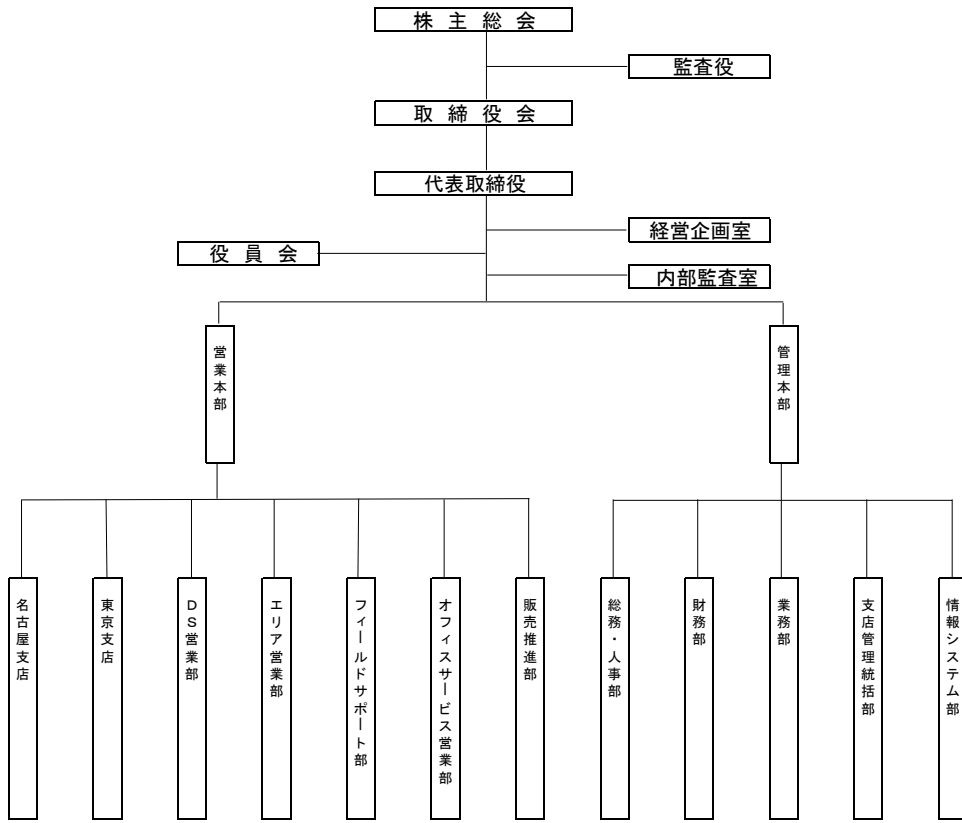 株 主 総 会
監査役
取 締 役 会
代表取締役
経営企画室
役 員 会
内部監査室
営業本部
管理本部
名古屋支店
東京支店
DS営業部
エリア営業部
フィールドサポート部
オフィスサービス営業部
販売推進部
総務・人事部
財務部
業務部
支店管理統括部
情報システム部